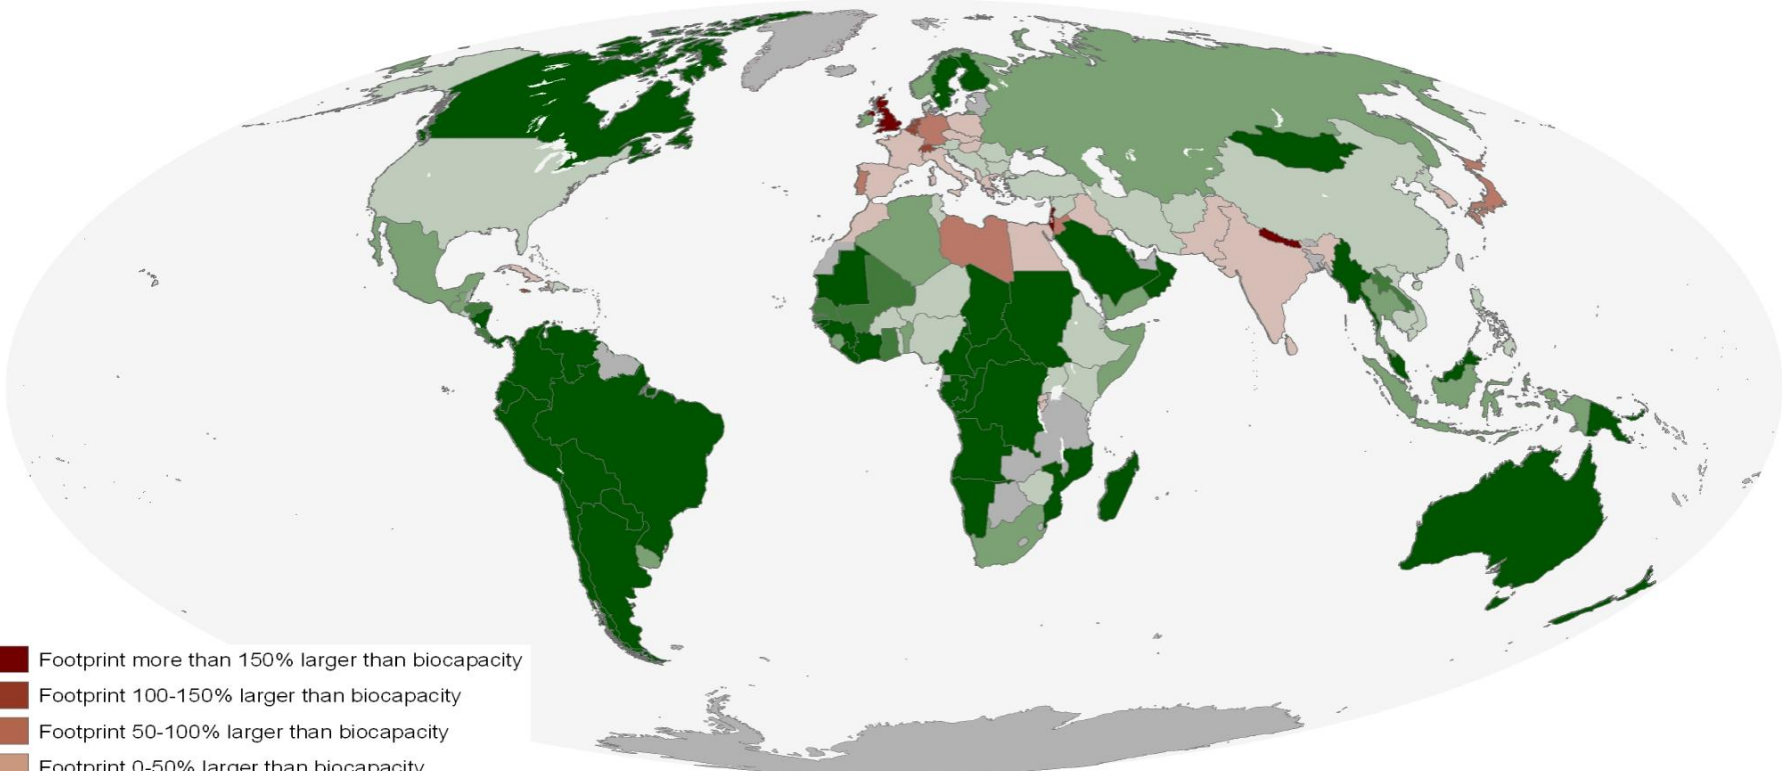 Footprint more than 150% larger than biocapacity
Footprint 100-150% larger than biocapacity
Footprint 50-100% larger than biocapacity
Footprint 0-50% larger than biocapacity